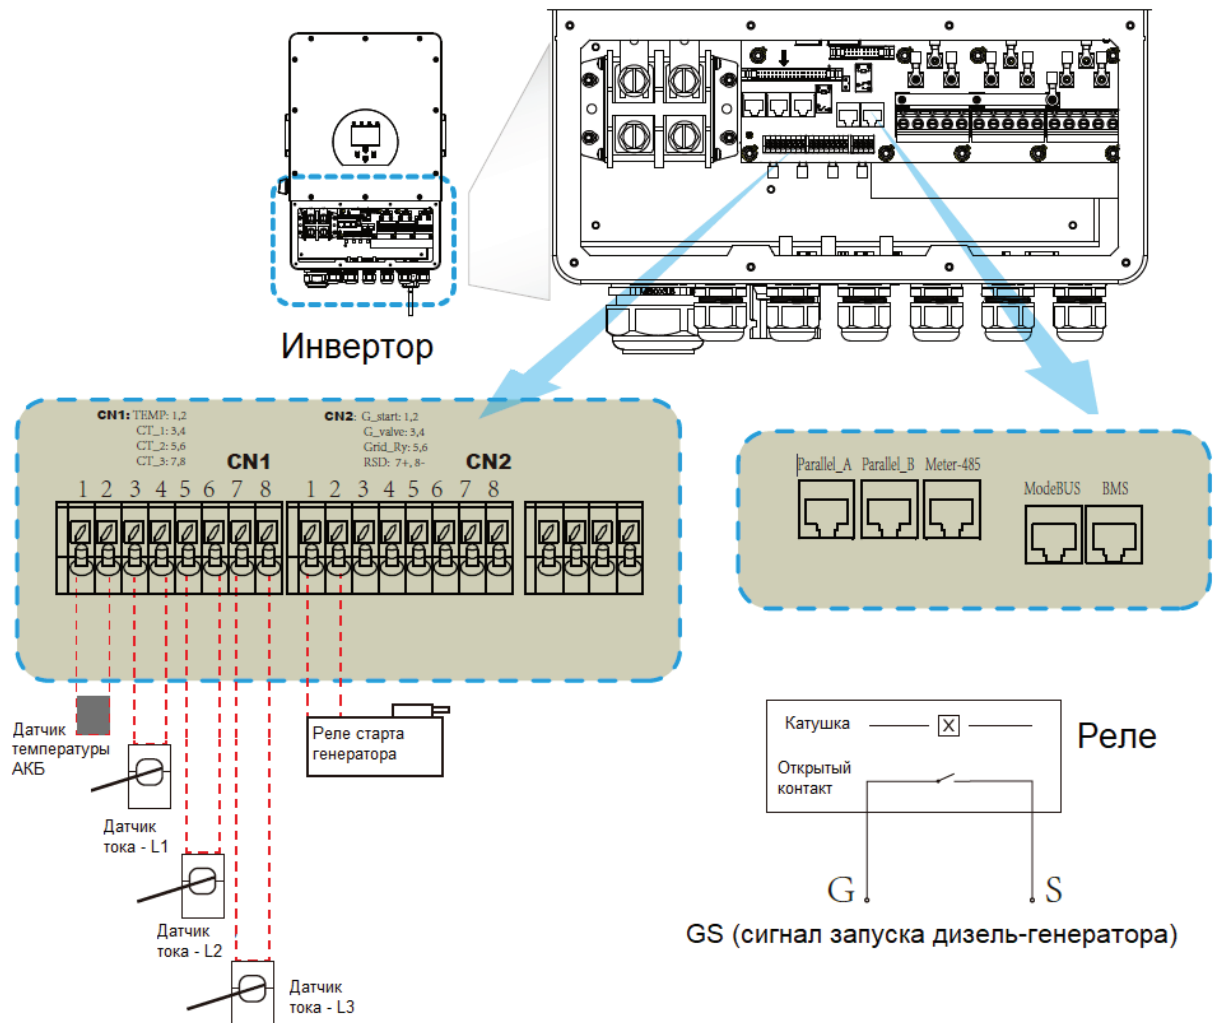 Инвертор
CN1: TEMP: 1,2
CT_1: 3,4
CT_2: 5,6
CT_3: 7,8
CN1
CN2: G_start: 1,2
G_valve: 3,4
Grid_Ry: 5,6
RSD: 7+, 8-
CN2
1 2 3 4 5 6 7 8
1 2 3 4 5 6 7 8
Parallel_A Parallel_B Meter-485
ModeBUS BMS
Датчик
температуры
АКБ
Реле старта
генератора
Датчик
тока - L1
Датчик
тока - L2
Датчик
тока - L3
Катушка
X
Реле
Открытый
контакт
G S
GS (сигнал запуска дизель-генератора)